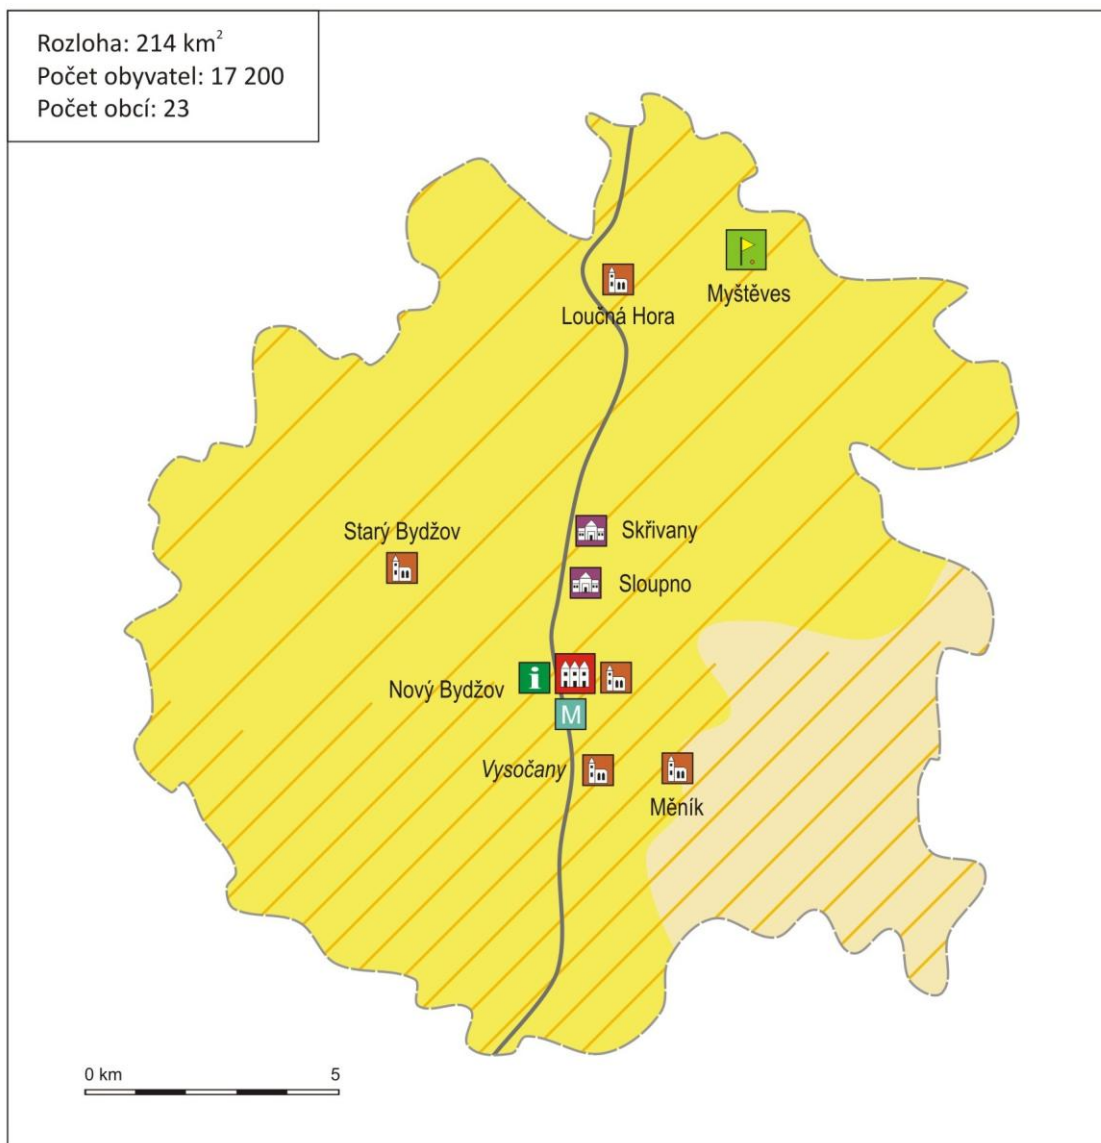 Rozloha: 214 km²
Počet obyvatel: 17 200
Počet obcí: 23
Myštěves
Loučná Hora
Skřivany
Starý Bydžov
Sloupno
i
Nový Bydžov
M
Vysočany
Měník
0 km 5